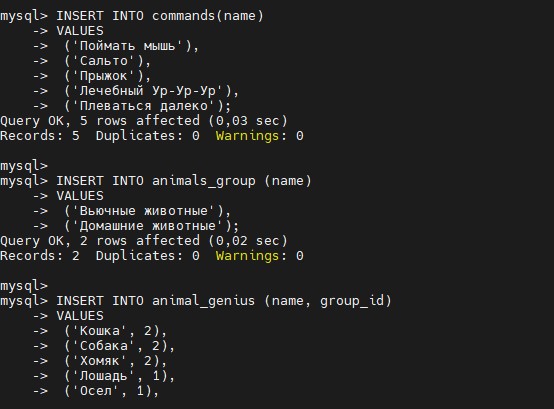 mysql> INSERT INTO commands(name)
    -> VALUES
    ->  ('Поймать мышь'),
    ->  ('Сальто'),
    ->  ('Прыжок'),
    ->  ('Лечебный Ур-Ур-Ур'),
    ->  ('Плеваться далеко');
Query OK, 5 rows affected (0,03 sec)
Records: 5  Duplicates: 0  Warnings: 0
mysql>
mysql> INSERT INTO animals_group (name)
    -> VALUES
    ->  ('Вьючные животные'),
    ->  ('Домашние животные');
Query OK, 2 rows affected (0,02 sec)
Records: 2  Duplicates: 0  Warnings: 0
mysql>
mysql> INSERT INTO animal_genius (name, group_id)
    -> VALUES
    ->  ('Кошка', 2),
    ->  ('Собака', 2),
    ->  ('Хомяк', 2),
    ->  ('Лошадь', 1),
    ->  ('Осел', 1),